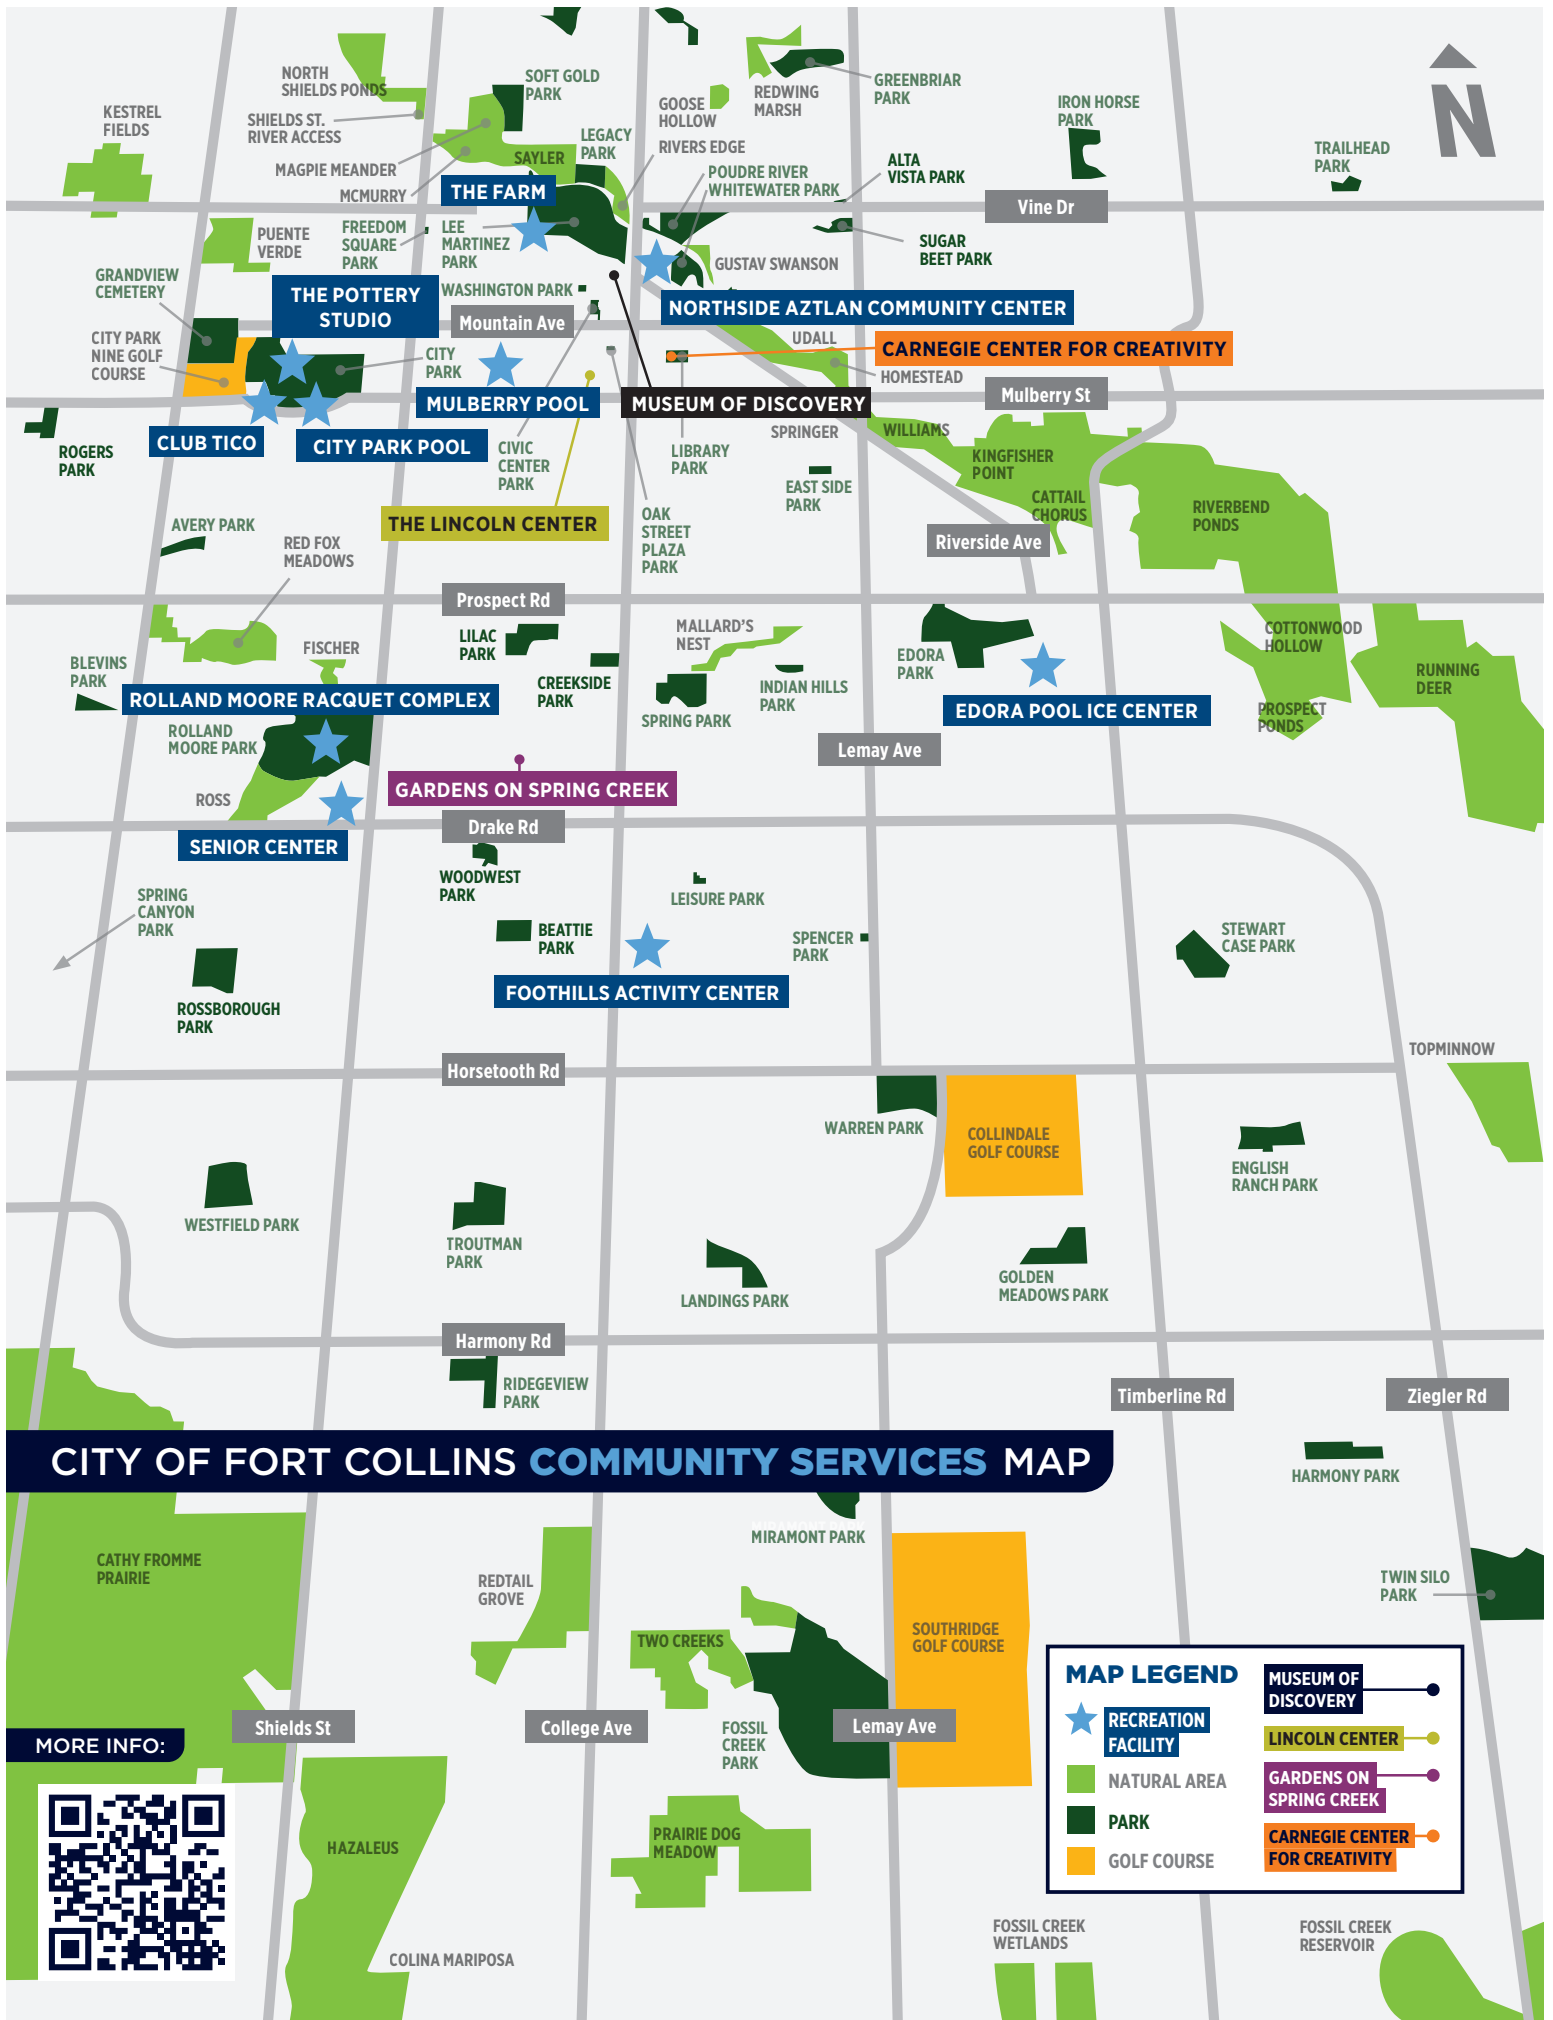 NORTH
SHIELDS PONDS
SOFT GOLD
PARK
GREENBRIAR
PARK
REDWING
MARSH
GOOSE
HOLLOW
IRON HORSE
PARK
N
KESTREL
FIELDS
SHIELDS ST.
RIVER ACCESS
LEGACY
PARK
RIVERS EDGE
SAYLER
MAGPIE MEANDER
MCMURRY
THE FARM
POUDRE RIVER
WHITEWATER PARK
ALTA
VISTA PARK
TRAILHEAD
PARK
Vine Dr
PUENTE
VERDE
FREEDOM
SQUARE
PARK
LEE
MARTINEZ
PARK
SUGAR
BEET PARK
GUSTAV SWANSON
GRANDVIEW
CEMETERY
THE POTTERY
STUDIO
WASHINGTON PARK
NORTHSIDE AZTLAN COMMUNITY CENTER
Mountain Ave
CITY PARK
NINE GOLF
COURSE
CITY
PARK
UDALL
CARNEGIE CENTER FOR CREATIVITY
HOMESTEAD
MULBERRY POOL
MUSEUM OF DISCOVERY
Mulberry St
ROGERS
PARK
CLUB TICO
CITY PARK POOL
CIVIC
CENTER
PARK
LIBRARY
PARK
SPRINGER
WILLIAMS
KINGFISHER
POINT
EAST SIDE
PARK
CATTAIL
CHORUS
RIVERBEND
PONDS
THE LINCOLN CENTER
OAK
STREET
PLAZA
PARK
AVERY PARK
RED FOX
MEADOWS
Riverside Ave
Prospect Rd
FISCHER
LILAC
PARK
MALLARD'S
NEST
COTTONWOOD
HOLLOW
BLEVINS
PARK
CREEKSIDE
PARK
EDORA
PARK
RUNNING
DEER
ROLLAND MOORE RACQUET COMPLEX
INDIAN HILLS
PARK
SPRING PARK
EDORA POOL ICE CENTER
PROSPECT
PONDS
ROLLAND
MOORE PARK
Lemay Ave
GARDENS ON SPRING CREEK
ROSS
Drake Rd
SENIOR CENTER
WOODWEST
PARK
LEISURE PARK
SPRING
CANYON
PARK
BEATTIE
PARK
SPENCER
PARK
STEWART
CASE PARK
FOOTHILLS ACTIVITY CENTER
ROSSBOROUGH
PARK
TOPMINNOW
Horsetooth Rd
WARREN PARK
COLLINDALE
GOLF COURSE
ENGLISH
RANCH PARK
WESTFIELD PARK
TROUTMAN
PARK
GOLDEN
MEADOWS PARK
LANDINGS PARK
Harmony Rd
RIDGEVIEW
PARK
Timberline Rd
Ziegler Rd
CITY OF FORT COLLINS COMMUNITY SERVICES MAP
HARMONY PARK
MIRAMONT PARK
CATHY FROMME
PRAIRIE
REDTAIL
GROVE
TWIN SILO
PARK
TWO CREEKS
SOUTHRIDGE
GOLF COURSE
Shields St
College Ave
Lemay Ave
FOSSIL
CREEK
PARK
MORE INFO:
MAP LEGEND
RECREATION
FACILITY
NATURAL AREA
PARK
GOLF COURSE
MUSEUM OF
DISCOVERY
LINCOLN CENTER
GARDENS ON
SPRING CREEK
CARNEGIE CENTER
FOR CREATIVITY
HAZALEUS
PRAIRIE DOG
MEADOW
COLINA MARIPOSA
FOSSIL CREEK
WETLANDS
FOSSIL CREEK
RESERVOIR